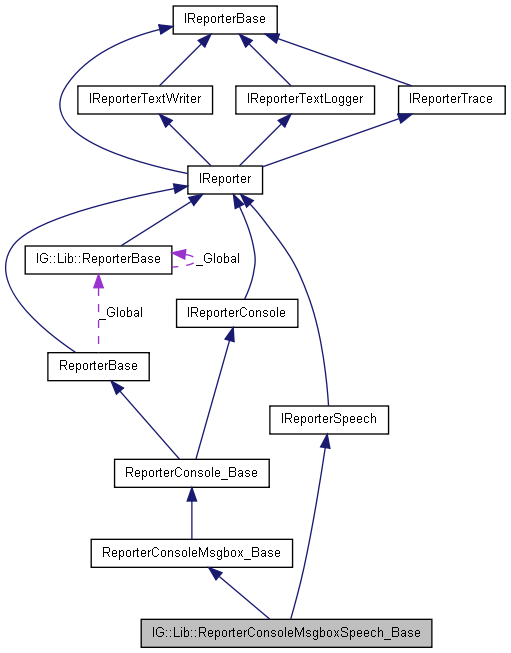 IReporterBase
IReporterTextWriter
IReporterTextLogger
IReporterTrace
IReporter
IG::Lib::ReporterBase
_Global
IReporterConsole
_Global
ReporterBase
IReporterSpeech
ReporterConsole_Base
ReporterConsoleMsgbox_Base
IG::Lib::ReporterConsoleMsgboxSpeech_Base